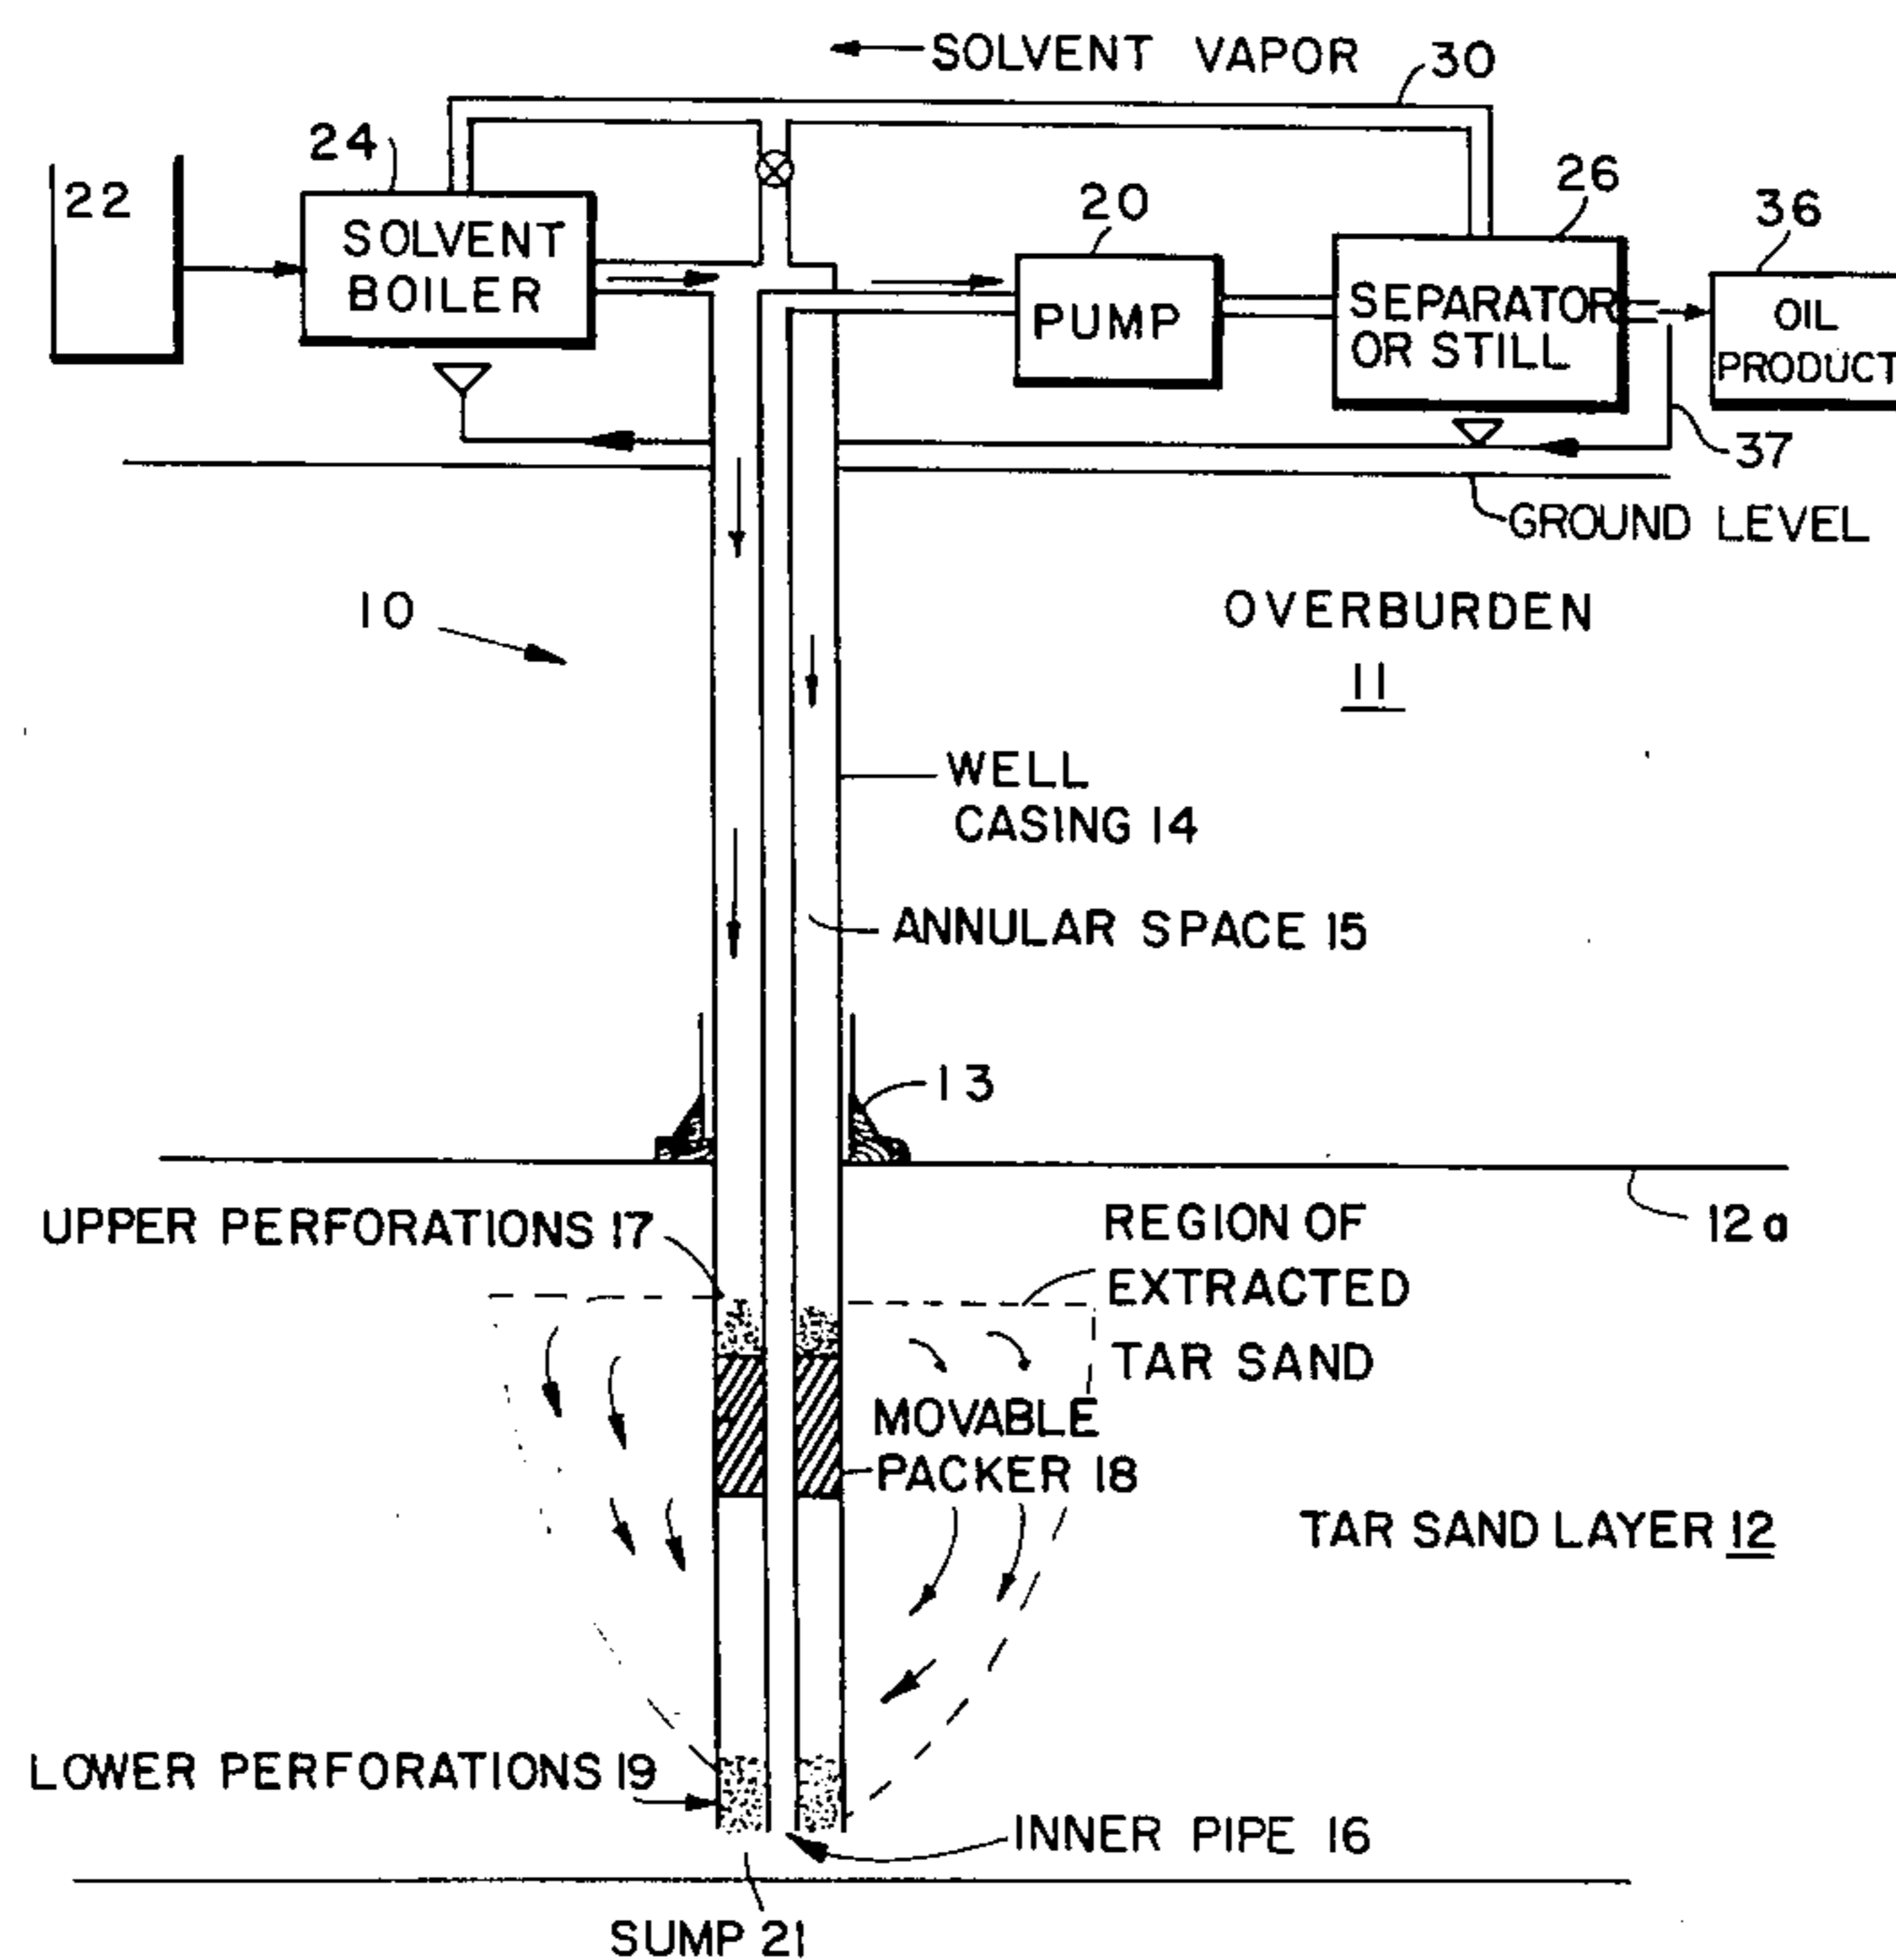 SOLVENT VAPOR
30
24
22
SOLVENT
BOILER
20
PUMP
26
SEPARATOR
OR STILL
36
OIL
PRODUCT
37
GROUND LEVEL
10
OVERBURDEN
11
WELL
CASING 14
ANNULAR SPACE 15
13
12a
UPPER PERFORATIONS 17
REGION OF
EXTRACTED
TAR SAND
MOVABLE
PACKER 18
TAR SAND LAYER 12
LOWER PERFORATIONS 19
INNER PIPE 16
SUMP 21